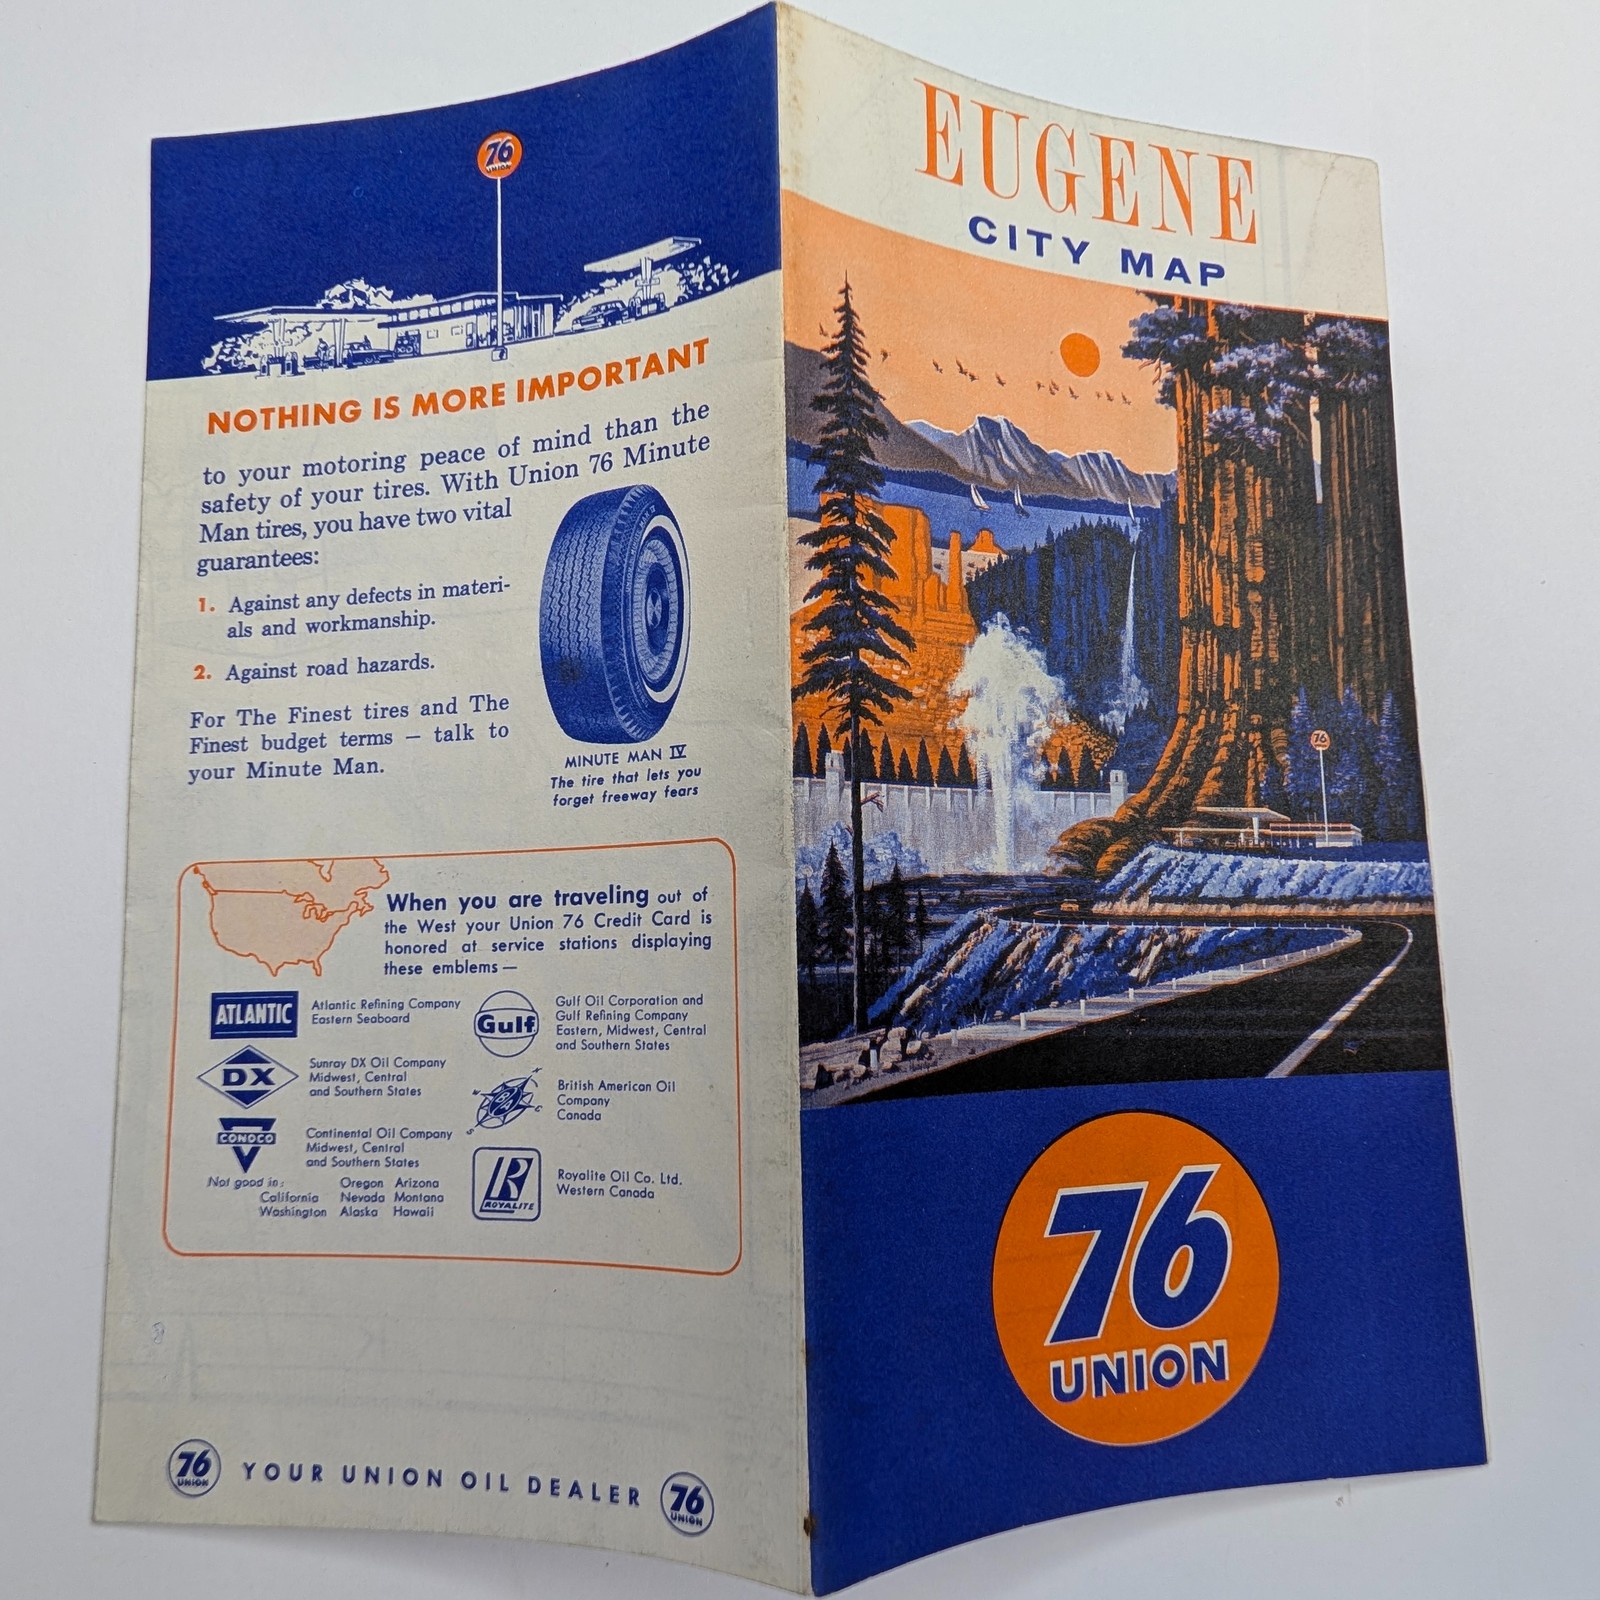 76
UNION
NOTHING IS MORE IMPORTANT
to your motoring peace of mind than the
safety of your tires. With Union 76 Minute
Man tires, you have two vital
guarantees:
1. Against any defects in materi-
als and workmanship.
2. Against road hazards.
For The Finest tires and The
Finest budget terms – talk to
your Minute Man.
MINUTE MAN IV
The tire that lets you
forget freeway fears
When you are traveling out of
the West your Union 76 Credit Card is
honored at service stations displaying
these emblems —
ATLANTIC
Atlantic Refining Company
Eastern Seaboard
DX
Sunray DX Oil Company
Midwest, Central
and Southern States
CONOCO
Continental Oil Company
Midwest, Central
and Southern States
Not good in: Oregon Arizona
California Nevada Montana
Washington Alaska Hawaii
Gulf
Gulf Oil Corporation and
Gulf Refining Company
Eastern, Midwest, Central
and Southern States
British American Oil
Company
Canada
R
ROYALITE
Royalite Oil Co. Ltd.
Western Canada
76
UNION
YOUR UNION OIL DEALER
76
UNION
EUGENE
CITY MAP
76
76
UNION